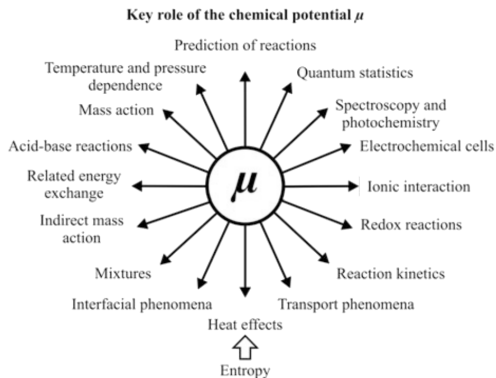 Key role of the chemical potential μ
Prediction of reactions
Temperature and pressure
dependence
Quantum statistics
Mass action
Spectroscopy and
photochemistry
Acid-base reactions
Electrochemical cells
Related energy
exchange
μ
Ionic interaction
Indirect mass
action
Redox reactions
Mixtures
Reaction kinetics
Interfacial phenomena
Transport phenomena
Heat effects
Entropy